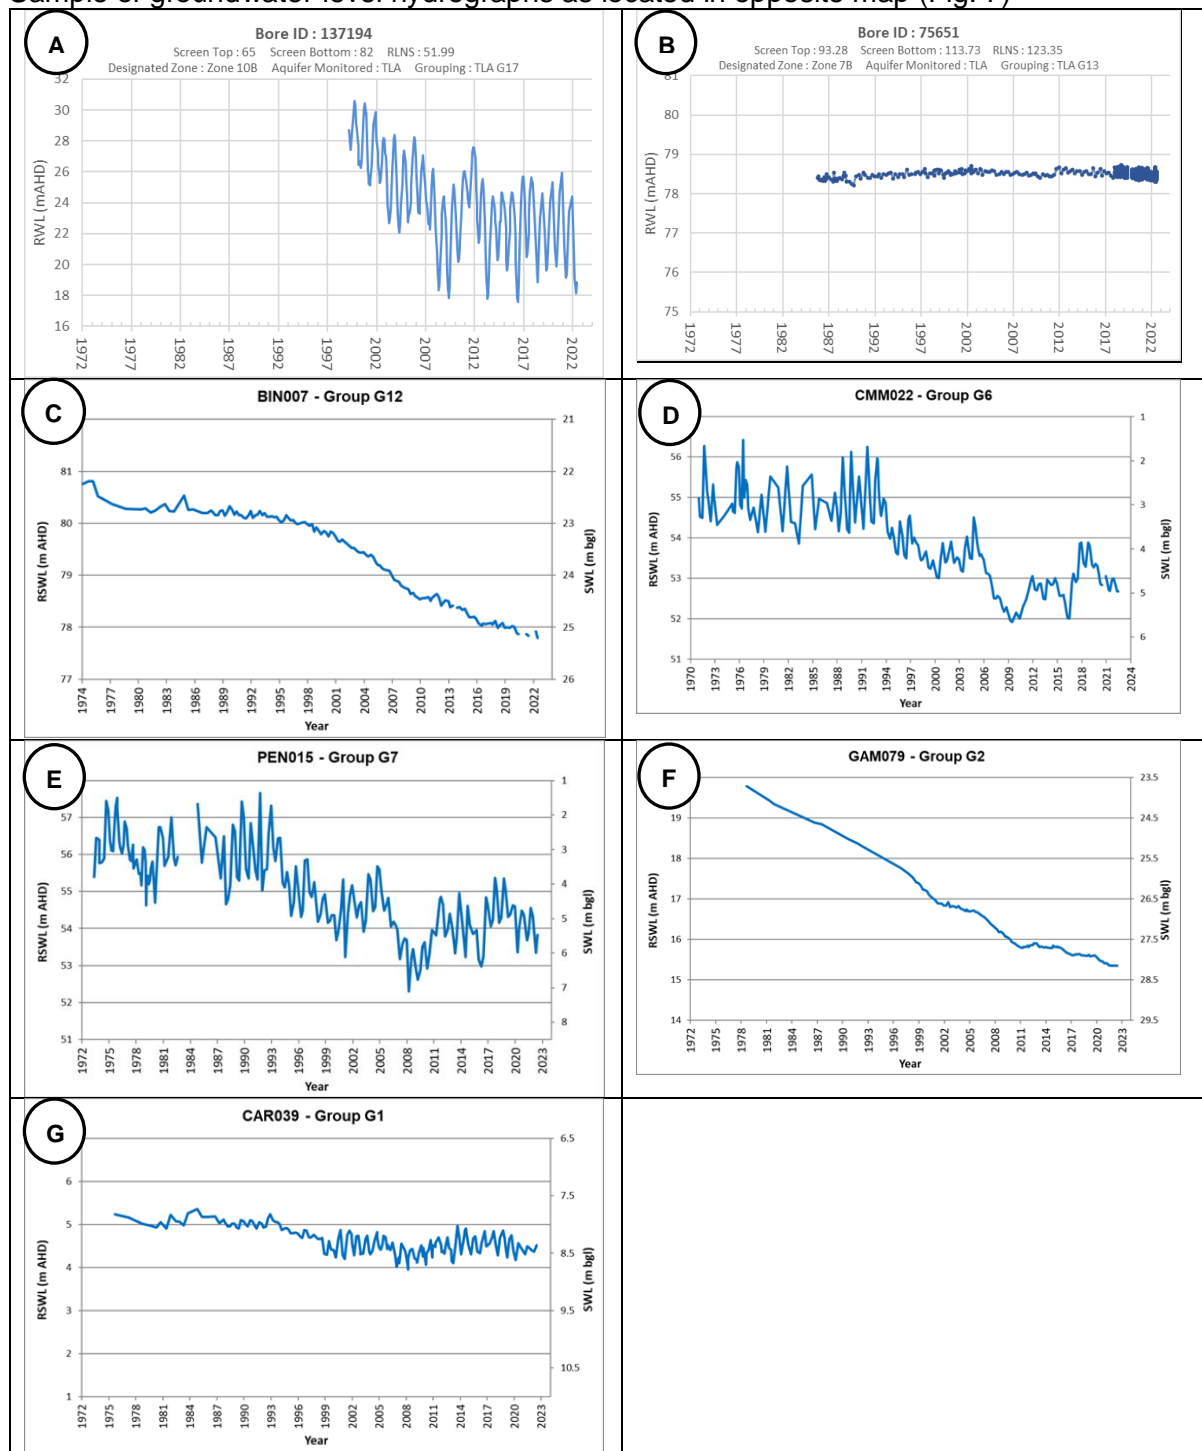 Sample of groundwater level hydrographs as located in opposite map (Fig. 7)
A
Bore ID : 137194
Screen Top : 65 Screen Bottom : 82 RLNS : 51.99
Designated Zone : Zone 10B Aquifer Monitored : TLA Grouping : TLA G17
32
30
28
26
24
22
20
18
16
RWL (mAHD)
1972 1977 1982 1987 1992 1997 2002 2007 2012 2017 2022
B
Bore ID : 75651
Screen Top : 93.28 Screen Bottom : 113.73 RLNS : 123.35
Designated Zone : Zone 7B Aquifer Monitored : TLA Grouping : TLA G13
81
80
79
78
77
76
75
RWL (mAHD)
1972 1977 1982 1987 1992 1997 2002 2007 2012 2017 2022
C
BIN007 - Group G12
81
80
79
78
77
RSWL (m AHD)
21
22
23
24
25
26
SWL (m bgl)
1974 1977 1980 1983 1986 1989 1992 1995 1998 2001 2004 2007 2010 2013 2016 2019 2022
Year
D
CMM022 - Group G6
56
55
54
53
52
51
RSWL (m AHD)
1
2
3
4
5
6
SWL (m bgl)
1970 1973 1976 1979 1982 1985 1988 1991 1994 1997 2000 2003 2006 2009 2012 2015 2018 2021 2024
Year
E
PEN015 - Group G7
57
56
55
54
53
52
51
RSWL (m AHD)
1
2
3
4
5
6
7
8
SWL (m bgl)
1972 1975 1978 1981 1984 1987 1990 1993 1996 1999 2002 2005 2008 2011 2014 2017 2020 2023
Year
F
GAM079 - Group G2
19
18
17
16
15
14
RSWL (m AHD)
23.5
24.5
25.5
26.5
27.5
28.5
29.5
SWL (m bgl)
1972 1975 1978 1981 1984 1987 1990 1993 1996 1999 2002 2005 2008 2011 2014 2017 2020 2023
Year
G
CAR039 - Group G1
6
5
4
3
2
1
RSWL (m AHD)
6.5
7.5
8.5
9.5
10.5
SWL (m bgl)
1972 1975 1978 1981 1984 1987 1990 1993 1996 1999 2002 2005 2008 2011 2014 2017 2020 2023
Year